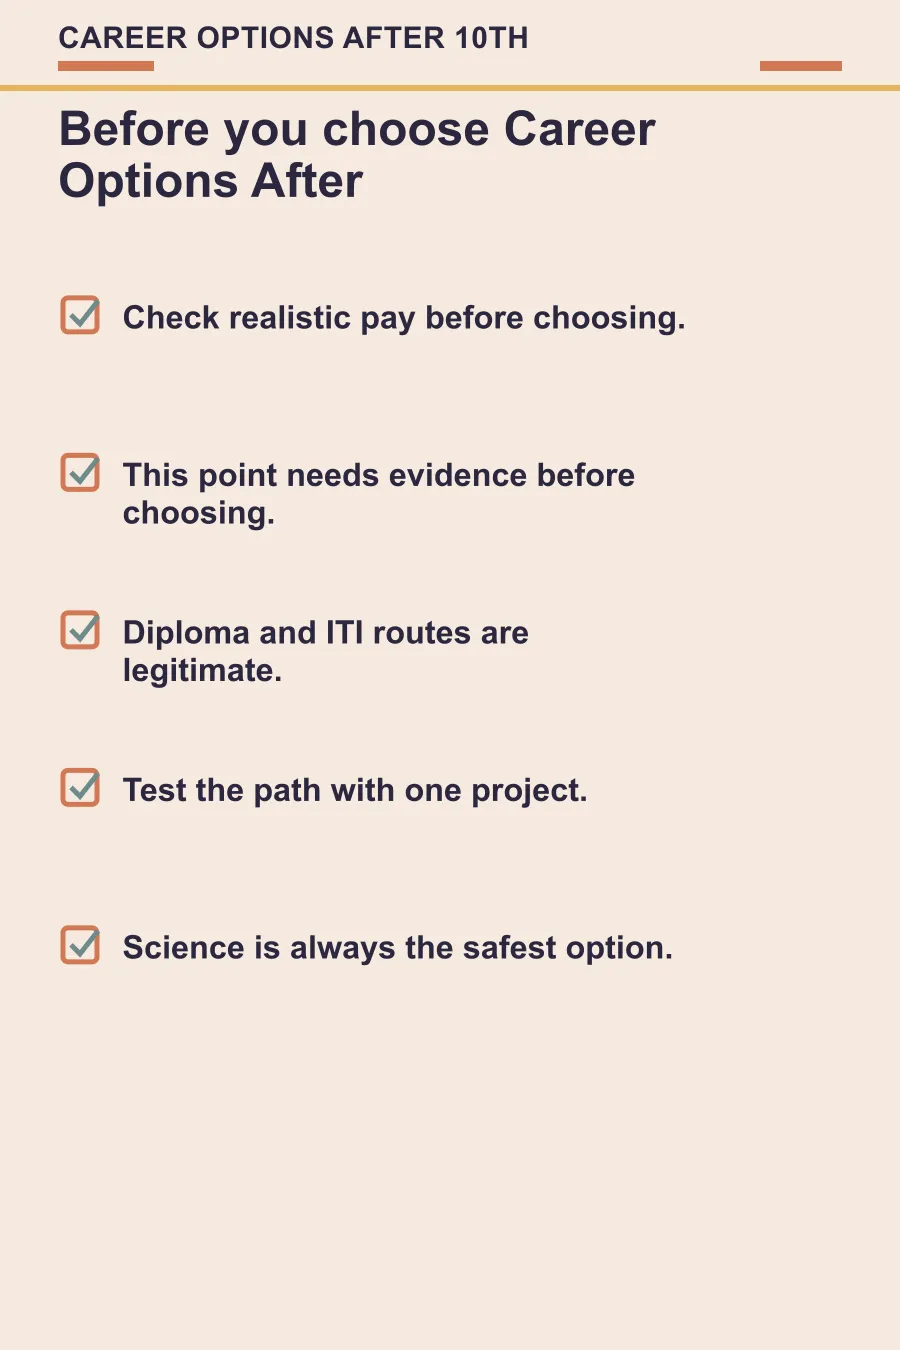 CAREER OPTIONS AFTER 10TH
Before you choose Career
Options After
Check realistic pay before choosing.
This point needs evidence before
choosing.
Diploma and ITI routes are
legitimate.
Test the path with one project.
Science is always the safest option.